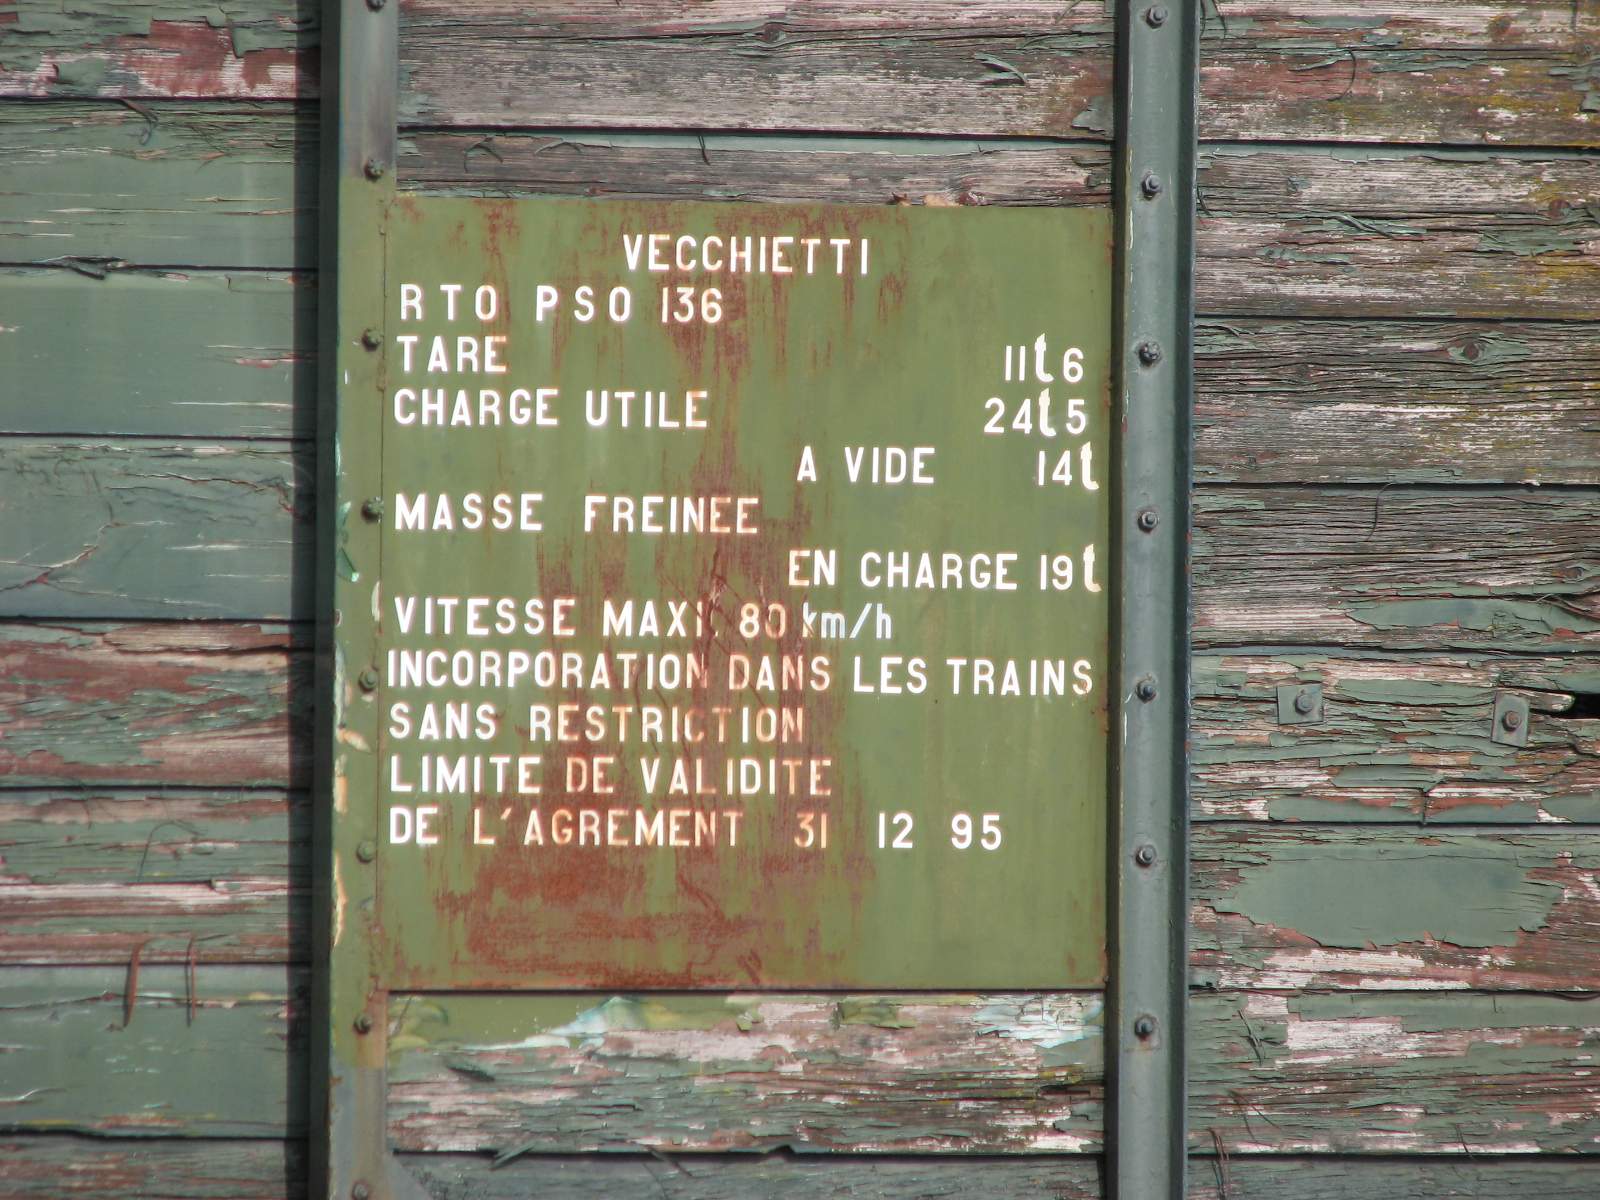 VECCHIETTI
RTO PSO 136
TARE 11t6
CHARGE UTILE 24t5
A VIDE 14t
MASSE FREINEE
EN CHARGE 19t
VITESSE MAXI. 80 km/h
INCORPORATION DANS LES TRAINS
SANS RESTRICTION
LIMITE DE VALIDITE
DE L'AGREMENT 31 12 95